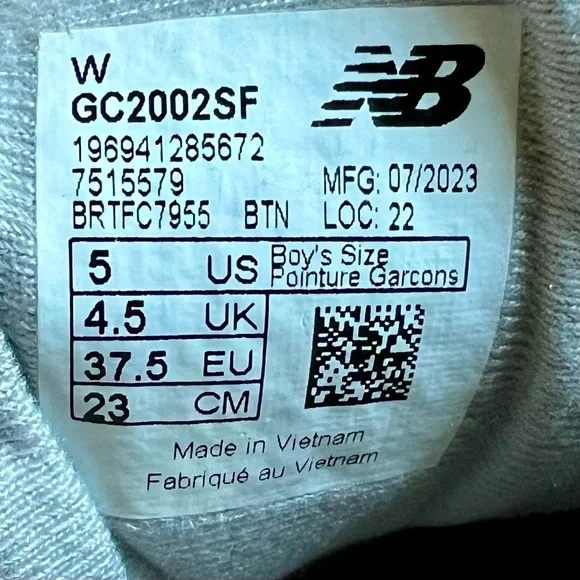 W
NB
GC2002SF
196941285672
7515579 MFG: 07/2023
BRTFC7955 BTN LOC: 22
5 US Boy's Size
Pointure Garcons
4.5 UK
37.5 EU
23 CM
Made in Vietnam
Fabriqué au Vietnam